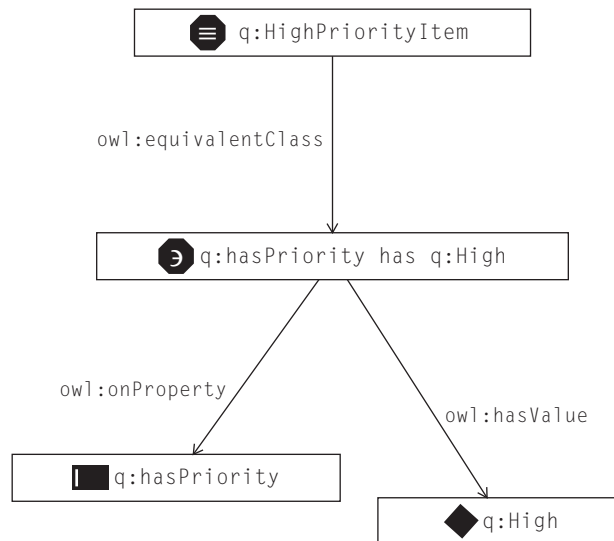 q:HighPriorityItem
owl:equivalentClass
q:hasPriority has q:High
owl:onProperty
owl:hasValue
q:hasPriority
q:High